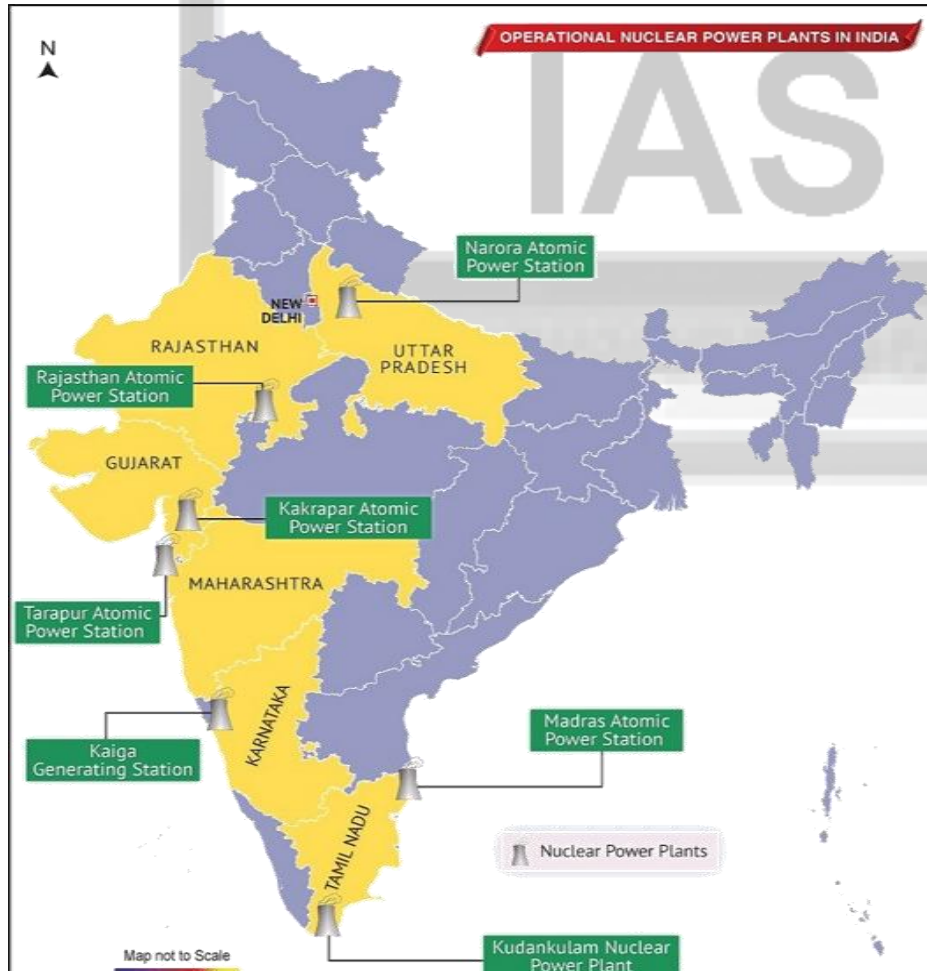 OPERATIONAL NUCLEAR POWER PLANTS IN INDIA
N
IAS
Narora Atomic
Power Station
NEW
DELHI
RAJASTHAN
UTTAR
PRADESH
Rajasthan Atomic
Power Station
GUJARAT
Kakrapar Atomic
Power Station
MAHARASHTRA
Tarapur Atomic
Power Station
KARNATAKA
Madras Atomic
Power Station
Kaiga
Generating Station
TAMIL NADU
Nuclear Power Plants
Map not to Scale
Kudankulam Nuclear
Power Plant